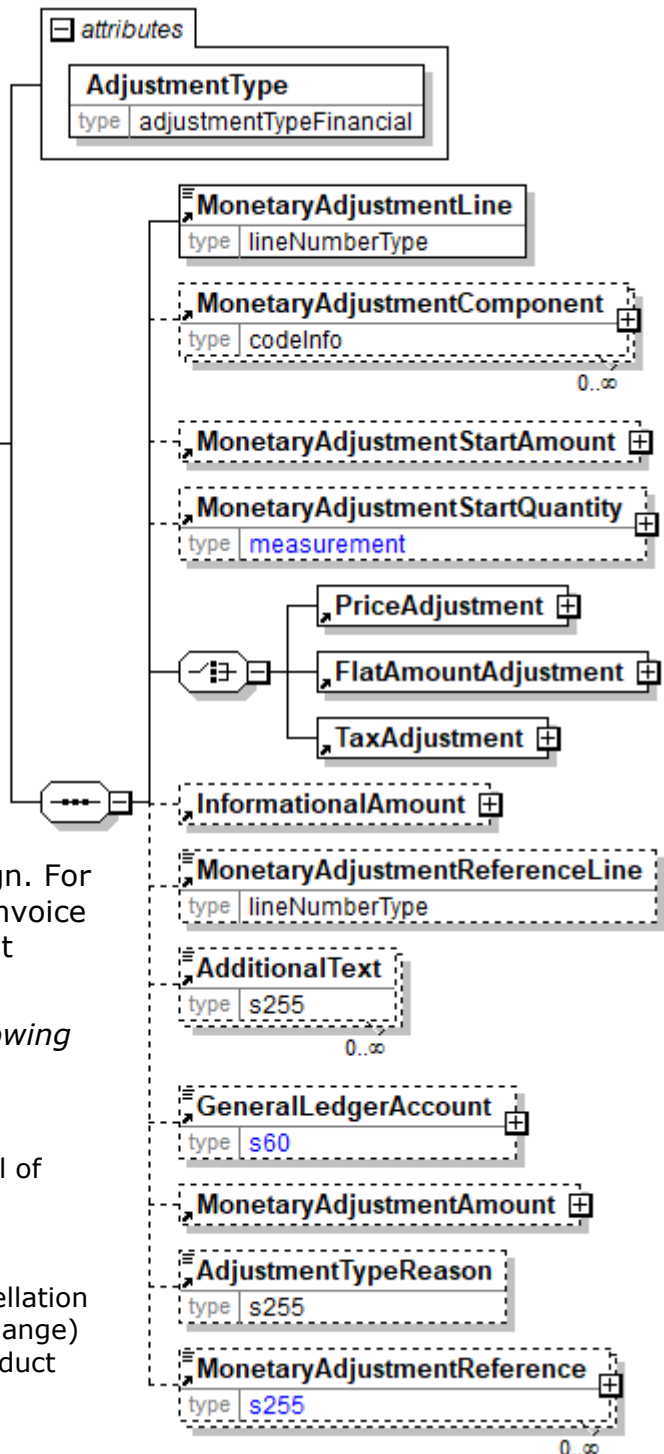 attributes
AdjustmentType
type adjustmentTypeFinancial
MonetaryAdjustmentLine
type lineNumberType
MonetaryAdjustmentComponent
type codeInfo
0..∞
MonetaryAdjustmentStartAmount
MonetaryAdjustmentStartQuantity
type measurement
PriceAdjustment
FlatAmountAdjustment
TaxAdjustment
InformationalAmount
MonetaryAdjustmentReferenceLine
type lineNumberType
AdditionalText
type s255
0..∞
GeneralLedgerAccount
type s60
MonetaryAdjustmentAmount
AdjustmentTypeReason
type s255
MonetaryAdjustmentReference
type s255
0..∞
gn. For
nvoice
t
owing
l of
ellation
ange)
duct